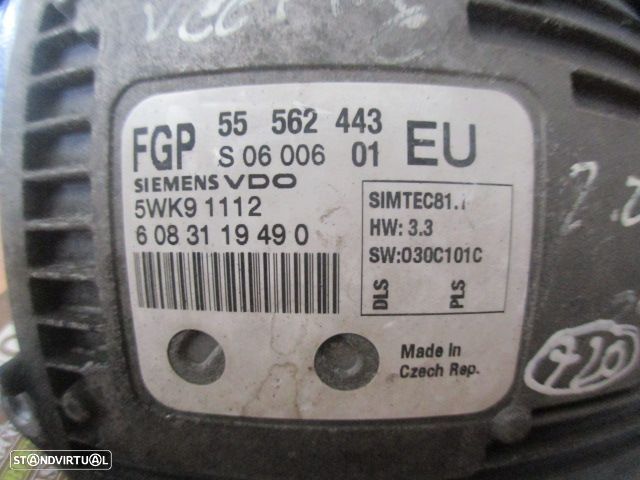 FGP 55 562 443 EU
S 06 006 01
SIEMENS VDO
5WK9 1112
6 08 31 19 49 0
SIMTEC81.1
HW: 3.3
SW:030C101C
DLS
PLS
Made In
Czech Rep.
920
STANDVIRTUAL